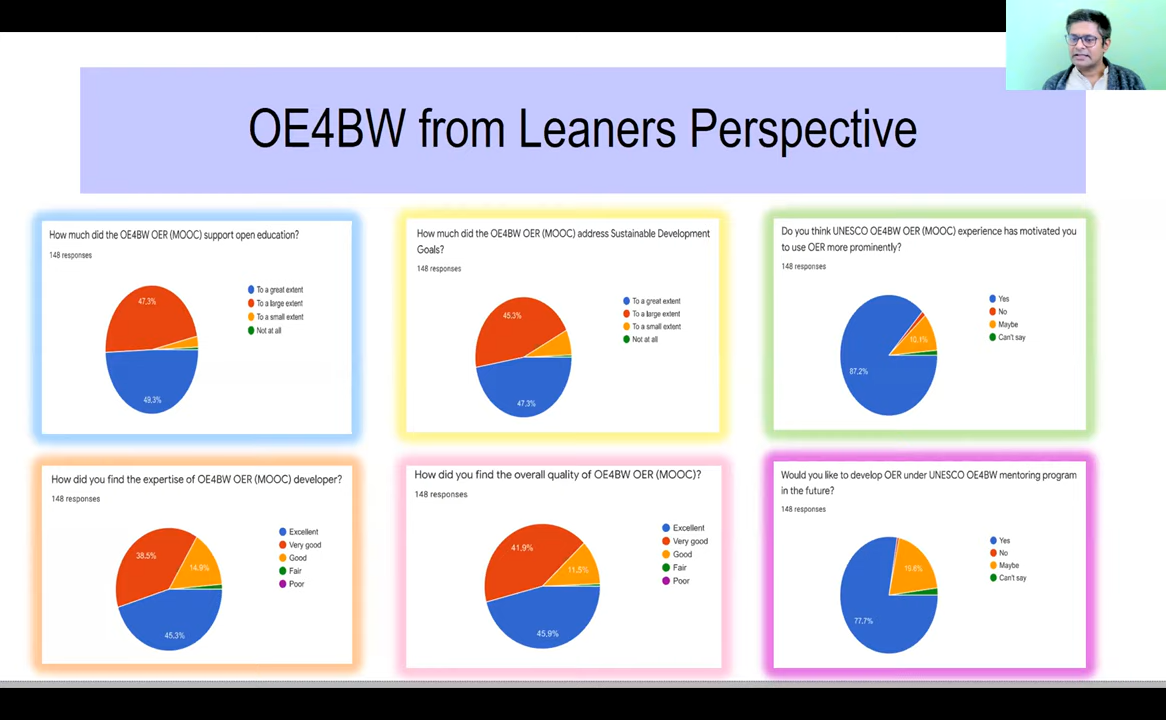 OE4BW from Leaners Perspective
How much did the OE4BW OER (MOOC) support open education?
148 responses
47.3%
49.3%
To a great extent
To a large extent
To a small extent
Not at all
How much did the OE4BW OER (MOOC) address Sustainable Development
Goals?
148 responses
45.3%
47.3%
To a great extent
To a large extent
To a small extent
Not at all
Do you think UNESCO OE4BW OER (MOOC) experience has motivated you
to use OER more prominently?
148 responses
10.1%
87.2%
Yes
No
Maybe
Can't say
How did you find the expertise of OE4BW OER (MOOC) developer?
148 responses
38.5%
14.9%
45.3%
Excellent
Very good
Good
Fair
Poor
How did you find the overall quality of OE4BW OER (MOOC)?
148 responses
41.9%
11.5%
45.9%
Excellent
Very good
Good
Fair
Poor
Would you like to develop OER under UNESCO OE4BW mentoring program
in the future?
148 responses
19.6%
77.7%
Yes
No
Maybe
Can't say